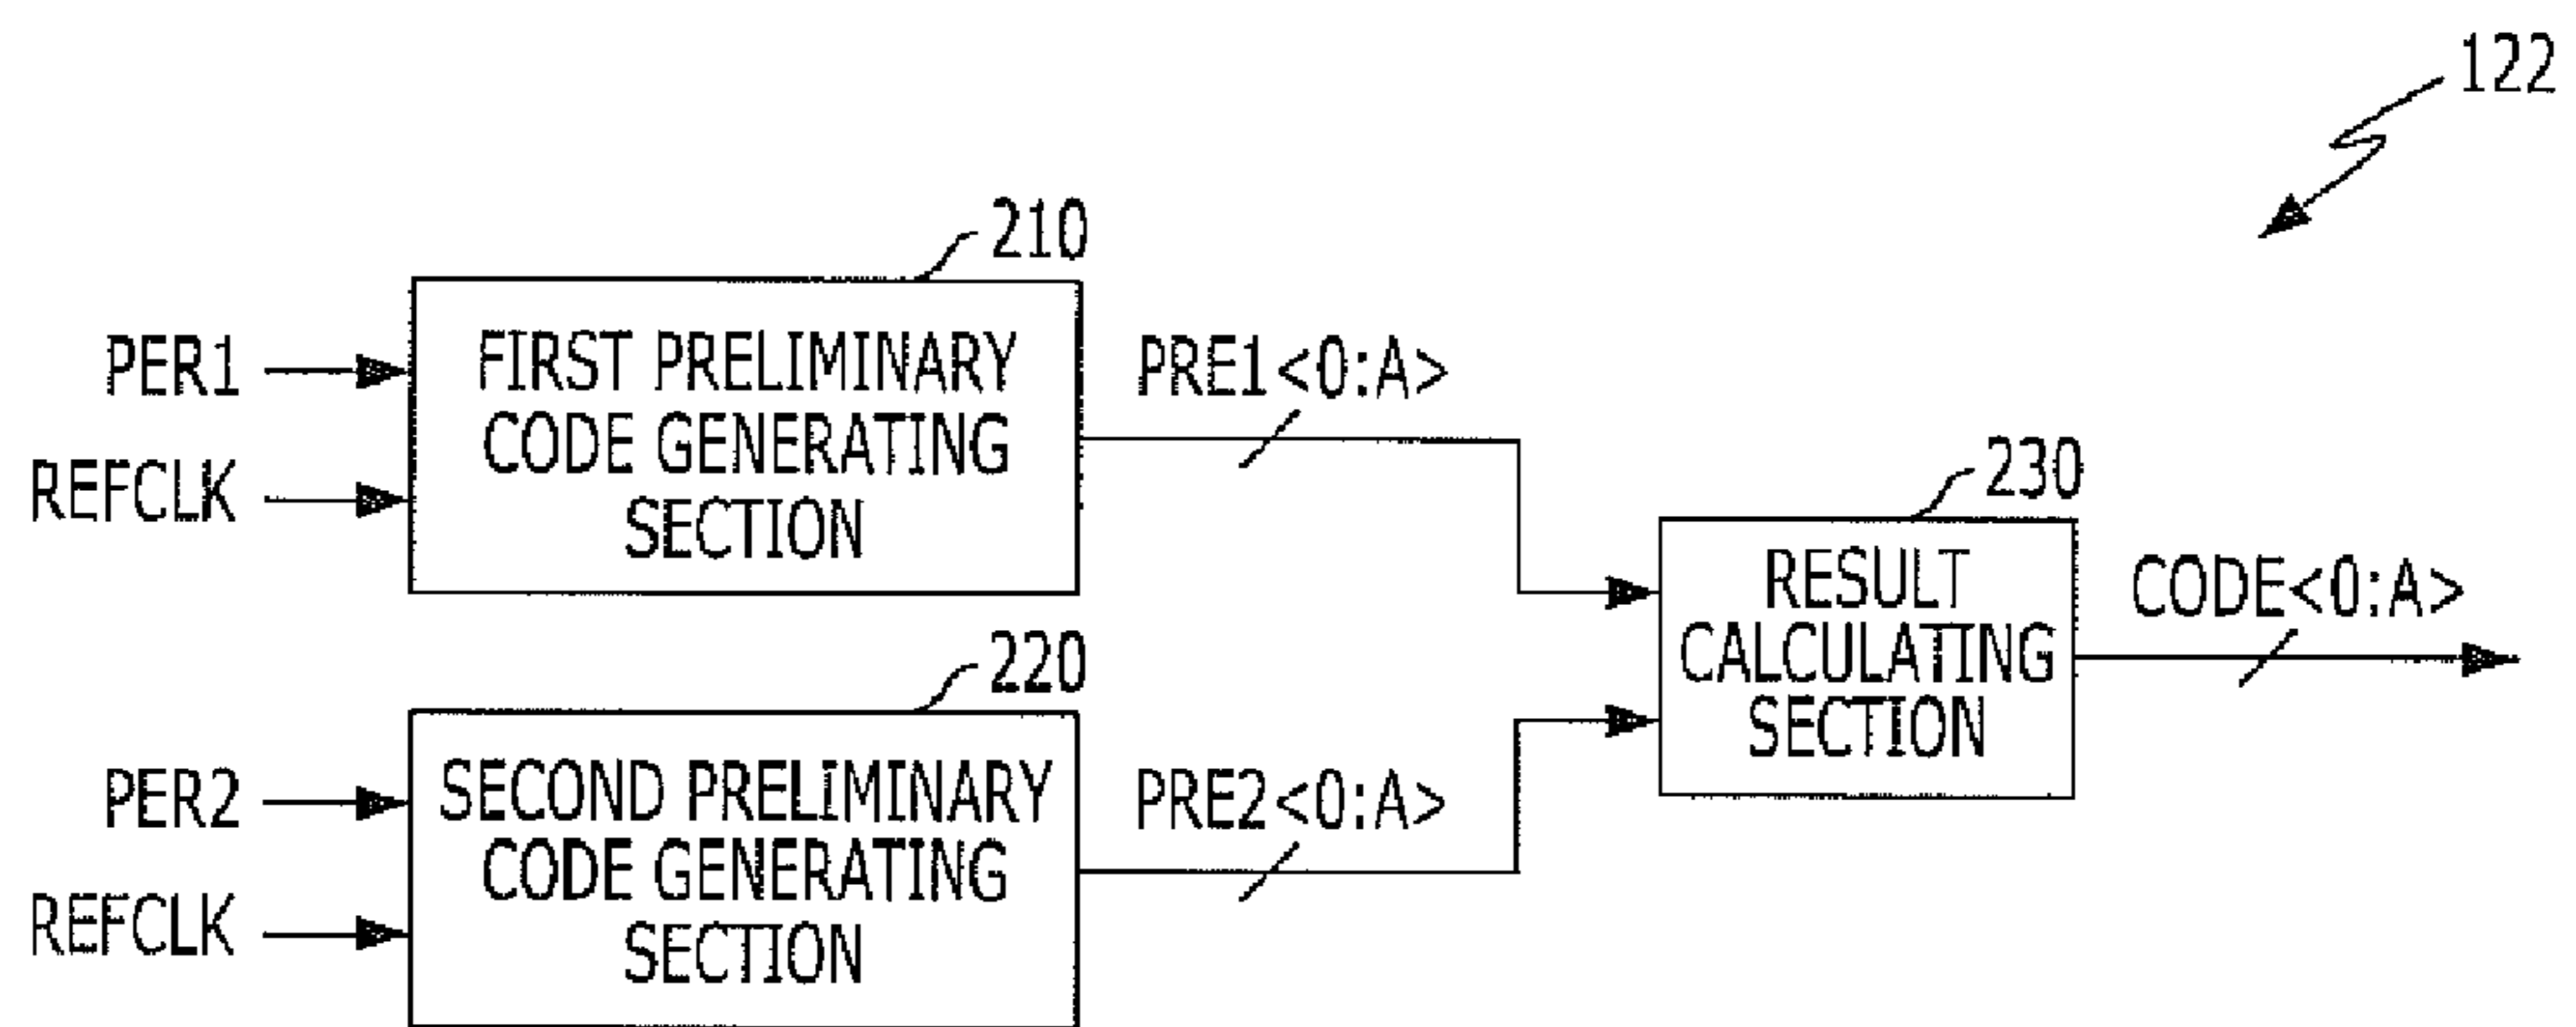 122
210
PER1
REFCLK
FIRST PRELIMINARY
CODE GENERATING
SECTION
PRE1<0:A>
220
PER2
REFCLK
SECOND PRELIMINARY
CODE GENERATING
SECTION
PRE2<0:A>
230
RESULT
CALCULATING
SECTION
CODE<0:A>